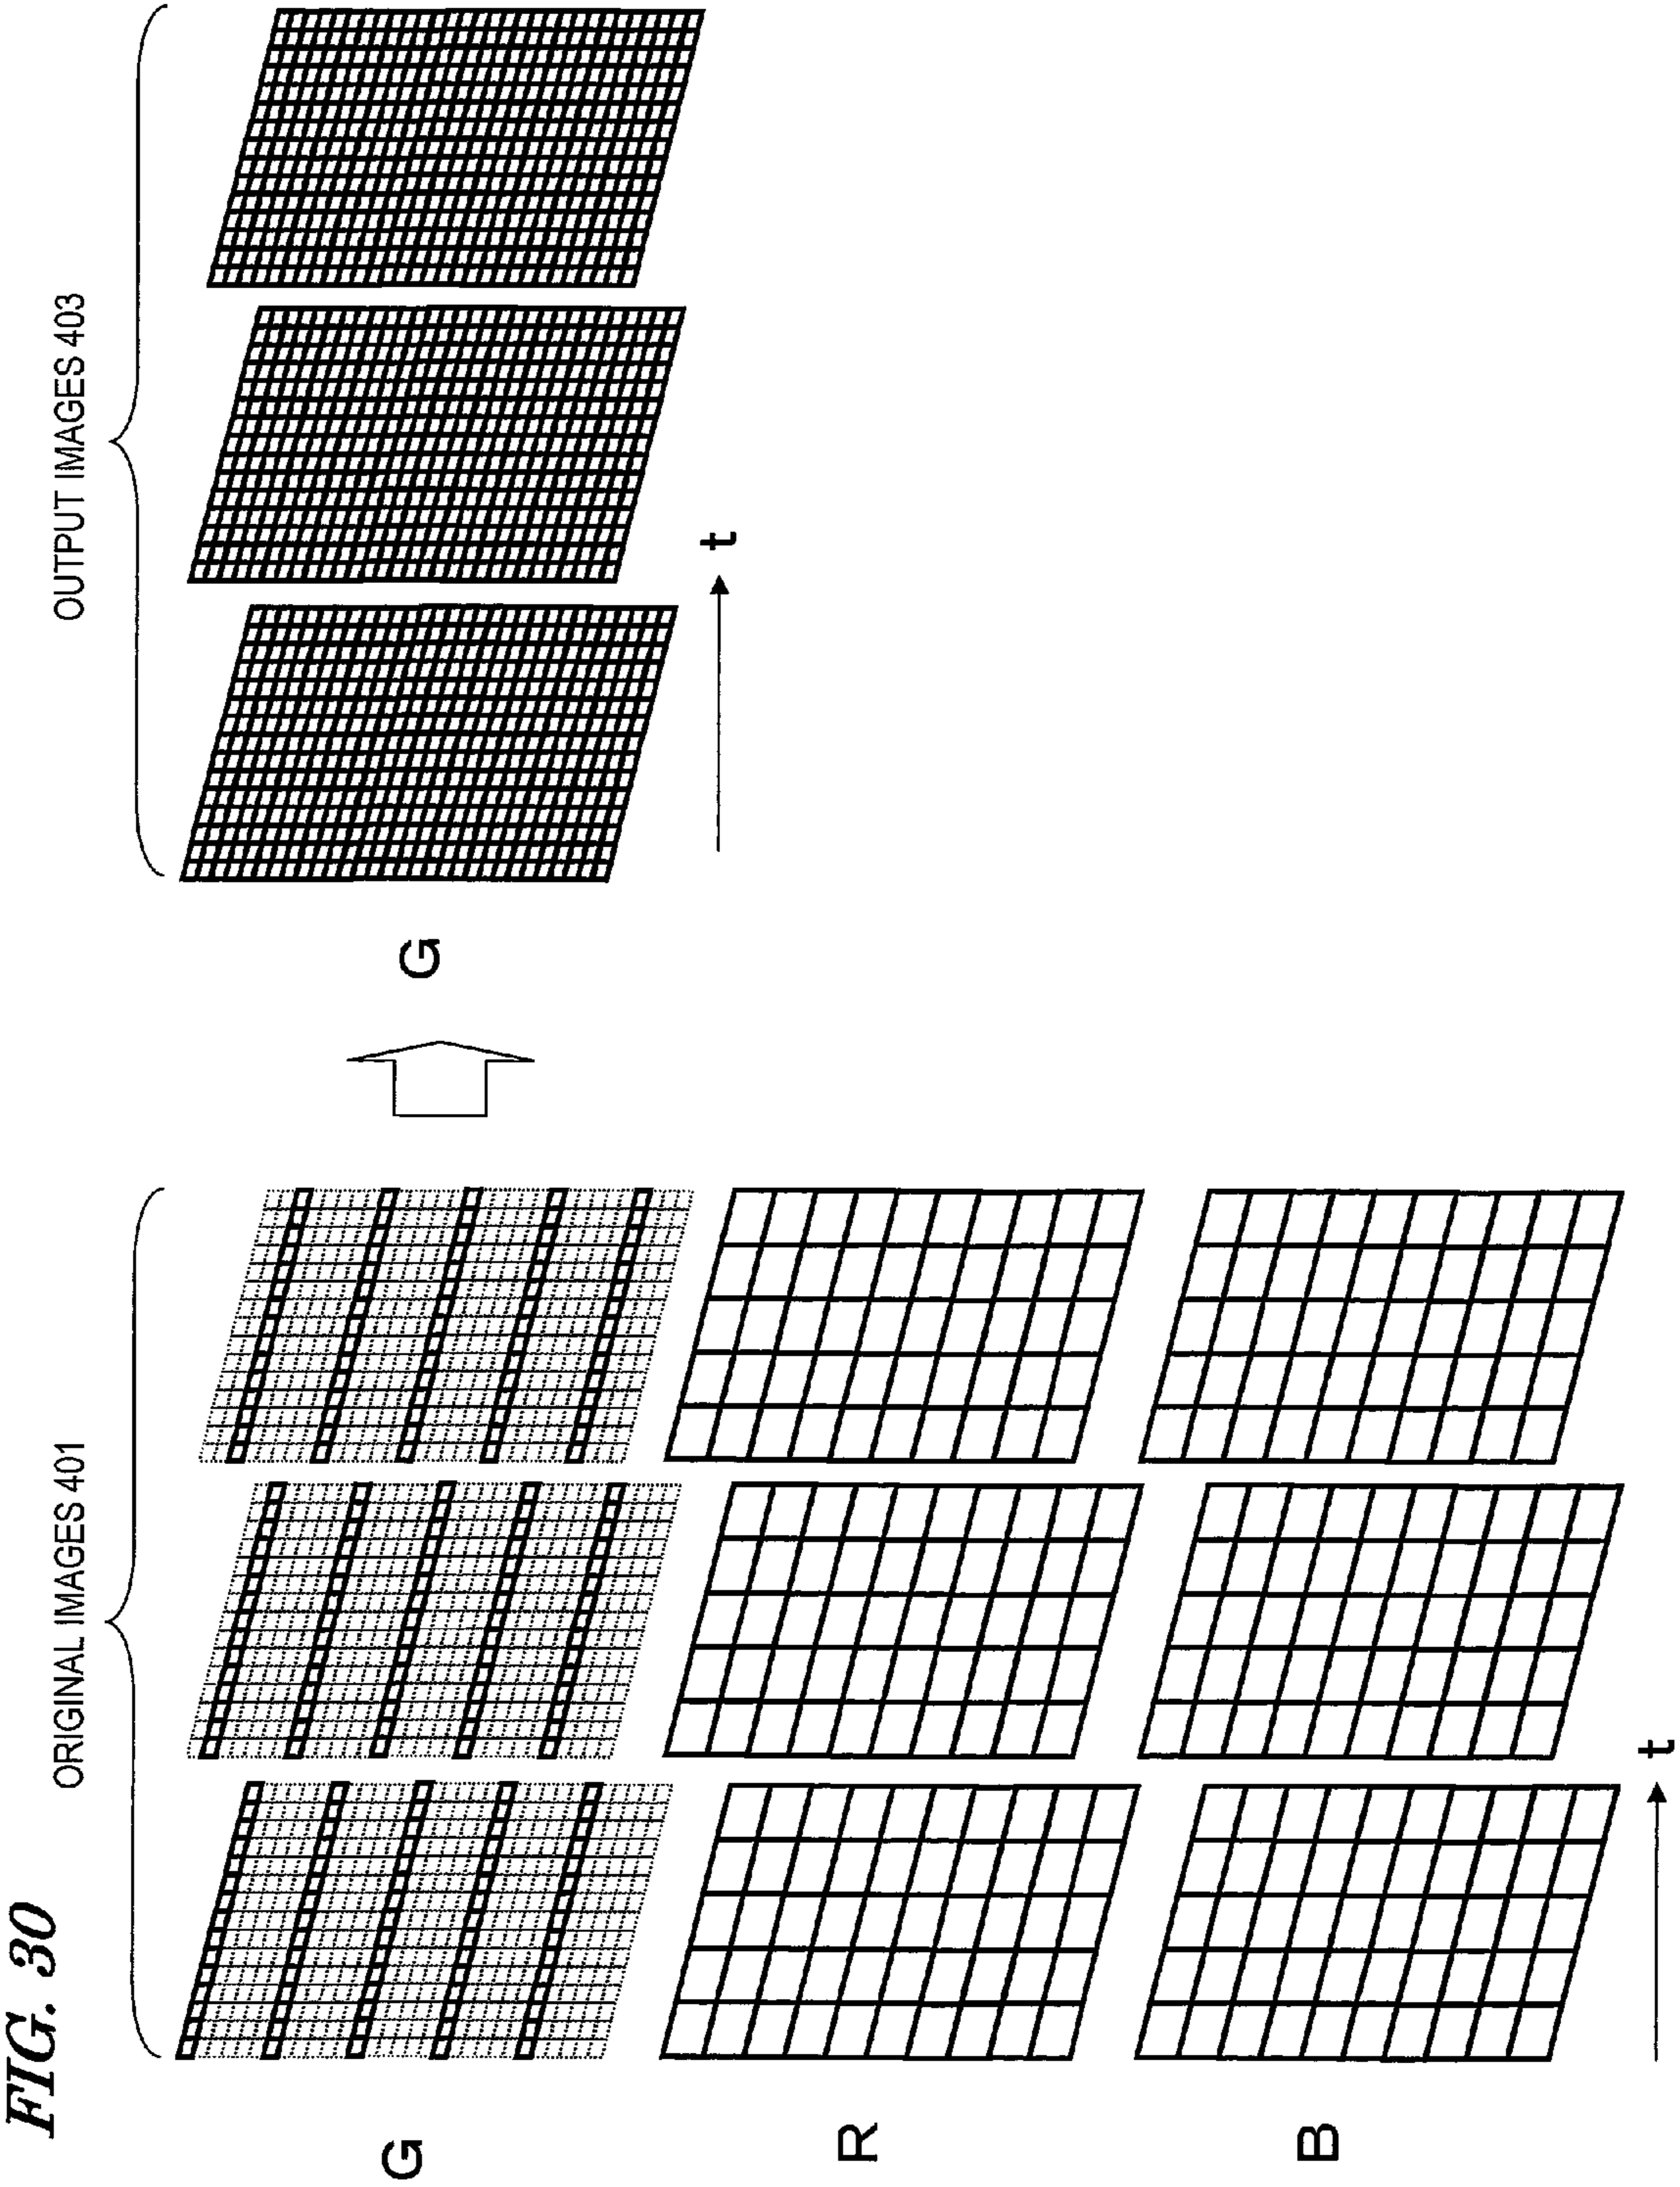 FIG. 30
ORIGINAL IMAGES 401
OUTPUT IMAGES 403
G
G
R
B
t
t